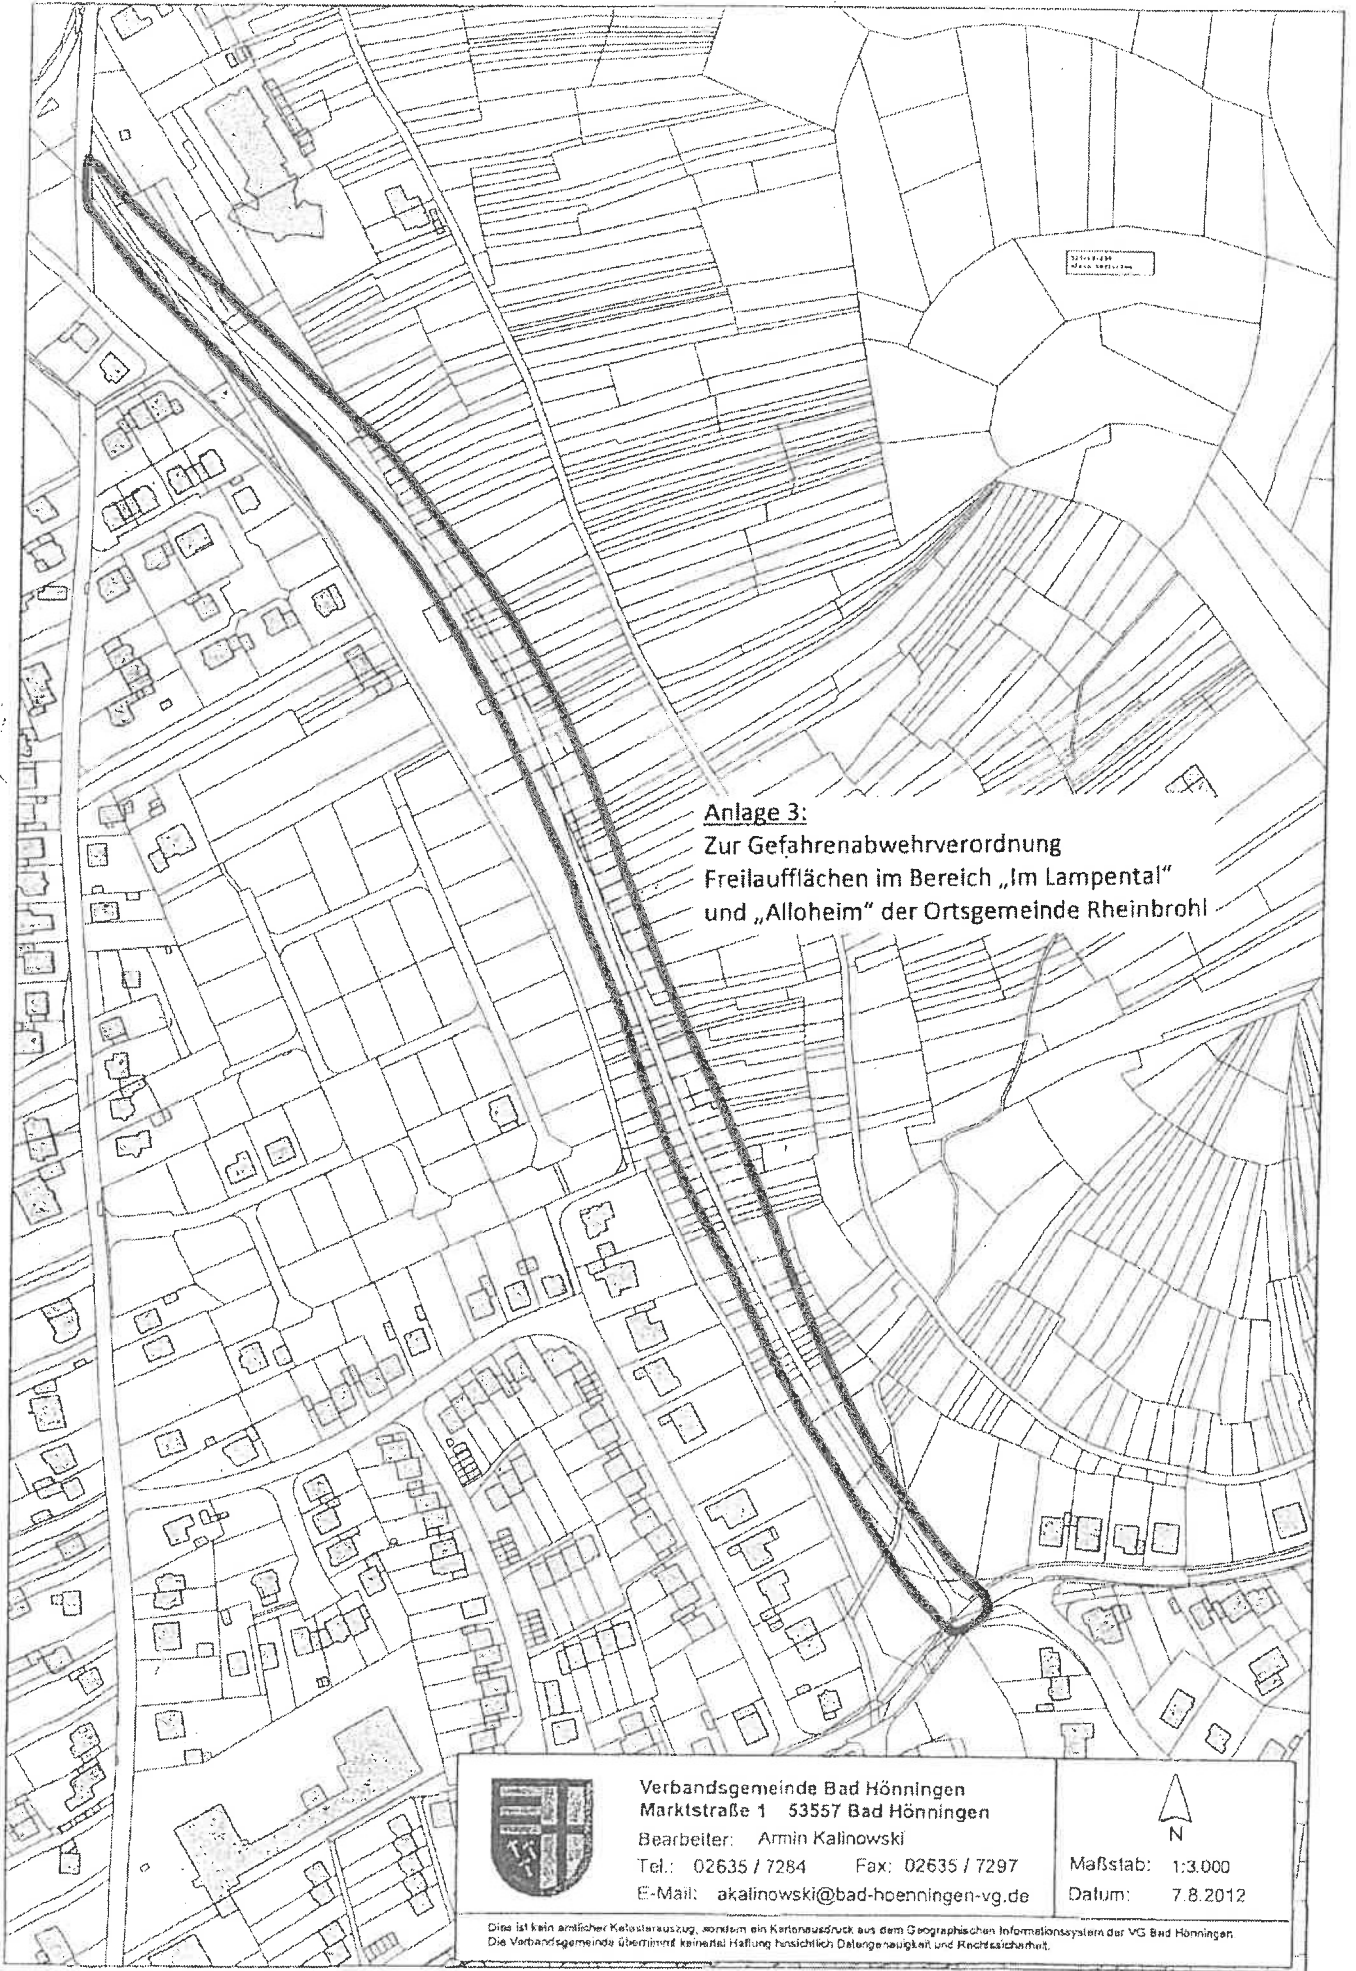 Anlage 3:
Zur Gefahrenabwehrverordnung
Freilaufflächen im Bereich „Im Lampental“
und „Alloheim“ der Ortsgemeinde Rheinbrohl
Verbandsgemeinde Bad Hönningen
Marktstraße 1 53557 Bad Hönningen
Bearbeiter: Armin Kalinowski
Tel.: 02635 / 7284 Fax: 02635 / 7297
E-Mail: akalinowski@bad-hoenningen-vg.de
N
Maßstab: 1:3.000
Datum: 7.8.2012
Dies ist kein amtlicher Katasterauszug, sondern ein Kartenausdruck aus dem Geographischen Informationssystem der VG Bad Hönningen
Die Verbandsgemeinde übernimmt keinerlei Haftung hinsichtlich Datengenauigkeit und Rechtssicherheit.